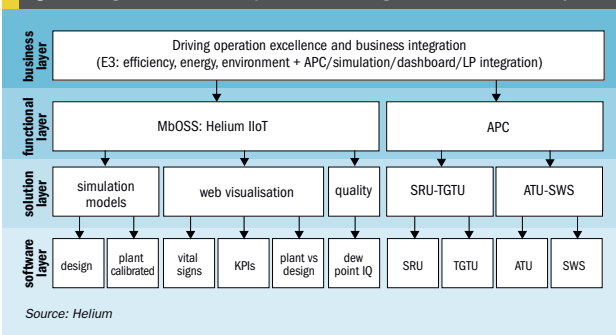 business
layer
Driving operation excellence and business integration
(E3: efficiency, energy, environment + APC/simulation/dashboard/LP integration)
functional
layer
MbOSS: Helium IIoT
APC
solution
layer
simulation
models
web visualisation
quality
SRU-TGTU
ATU-SWS
software
layer
design
plant
calibrated
vital
signs
KPIs
plant vs
design
dew
point IQ
SRU
TGTU
ATU
SWS
Source: Helium